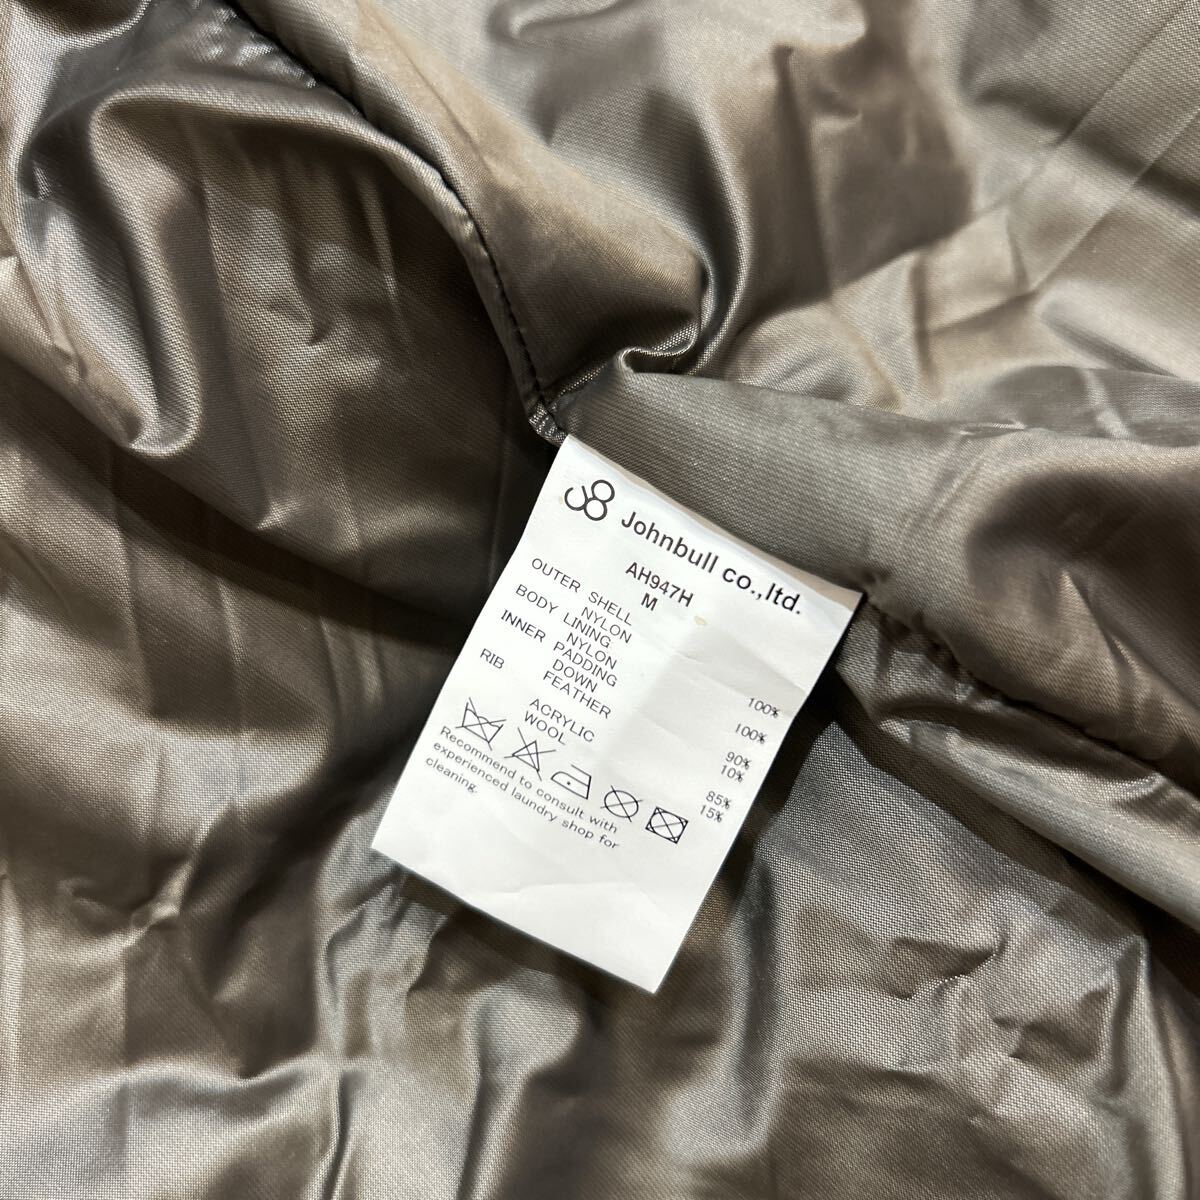 Johnbull co.,ltd.
AH947H
M
OUTER SHELL
NYLON 100%
BODY LINING
NYLON 100%
INNER PADDING
DOWN 90%
FEATHER 10%
RIB
ACRYLIC 85%
WOOL 15%
Recommend to consult with
experienced laundry shop for
cleaning.